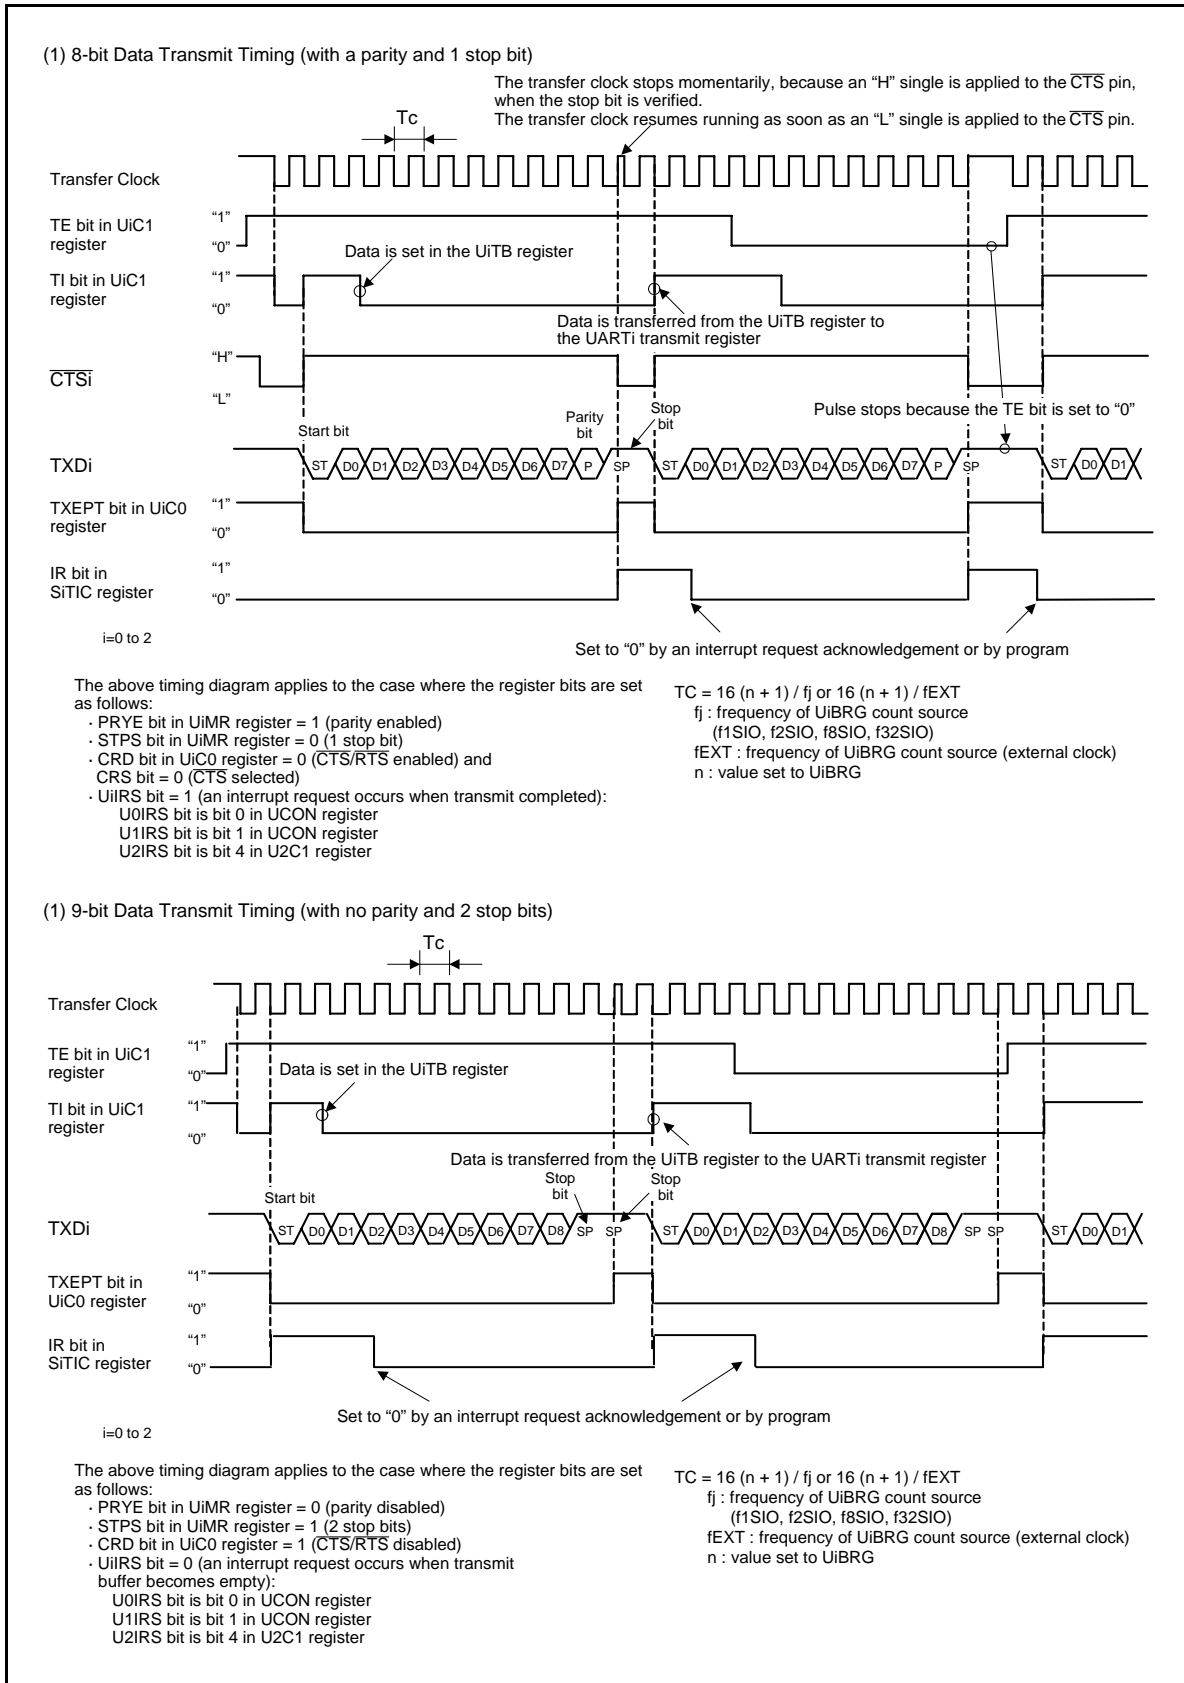 (1) 8-bit Data Transmit Timing (with a parity and 1 stop bit)
The transfer clock stops momentarily, because an “H” single is applied to the CTS pin,
when the stop bit is verified.
The transfer clock resumes running as soon as an “L” single is applied to the CTS pin.
Tc
Transfer Clock
TE bit in UiC1
register
“1”
“0”
Data is set in the UiTB register
TI bit in UiC1
register
“1”
“0”
Data is transferred from the UiTB register to
the UARTi transmit register
CTSi
“H”
“L”
Pulse stops because the TE bit is set to “0”
Start bit
Parity
bit
Stop
bit
TXDi
ST D0 D1 D2 D3 D4 D5 D6 D7 P SP ST D0 D1 D2 D3 D4 D5 D6 D7 P SP ST D0 D1
TXEPT bit in UiC0
register
“1”
“0”
IR bit in
SiTIC register
“1”
“0”
i=0 to 2
Set to “0” by an interrupt request acknowledgement or by program
The above timing diagram applies to the case where the register bits are set
as follows:
· PRYE bit in UiMR register = 1 (parity enabled)
· STPS bit in UiMR register = 0 (1 stop bit)
· CRD bit in UiC0 register = 0 (CTS/RTS enabled) and
CRS bit = 0 (CTS selected)
· UiIRS bit = 1 (an interrupt request occurs when transmit completed):
U0IRS bit is bit 0 in UCON register
U1IRS bit is bit 1 in UCON register
U2IRS bit is bit 4 in U2C1 register
TC = 16 (n + 1) / fj or 16 (n + 1) / fEXT
fj : frequency of UiBRG count source
(f1SIO, f2SIO, f8SIO, f32SIO)
fEXT : frequency of UiBRG count source (external clock)
n : value set to UiBRG
(1) 9-bit Data Transmit Timing (with no parity and 2 stop bits)
Tc
Transfer Clock
TE bit in UiC1
register
“1”
“0”
Data is set in the UiTB register
TI bit in UiC1
register
“1”
“0”
Data is transferred from the UiTB register to the UARTi transmit register
Start bit
Stop
bit
Stop
bit
TXDi
ST D0 D1 D2 D3 D4 D5 D6 D7 D8 SP SP ST D0 D1 D2 D3 D4 D5 D6 D7 D8 SP SP ST D0 D1
TXEPT bit in
UiC0 register
“1”
“0”
IR bit in
SiTIC register
“1”
“0”
Set to “0” by an interrupt request acknowledgement or by program
i=0 to 2
The above timing diagram applies to the case where the register bits are set
as follows:
· PRYE bit in UiMR register = 0 (parity disabled)
· STPS bit in UiMR register = 1 (2 stop bits)
· CRD bit in UiC0 register = 1 (CTS/RTS disabled)
· UiIRS bit = 0 (an interrupt request occurs when transmit
buffer becomes empty):
U0IRS bit is bit 0 in UCON register
U1IRS bit is bit 1 in UCON register
U2IRS bit is bit 4 in U2C1 register
TC = 16 (n + 1) / fj or 16 (n + 1) / fEXT
fj : frequency of UiBRG count source
(f1SIO, f2SIO, f8SIO, f32SIO)
fEXT : frequency of UiBRG count source (external clock)
n : value set to UiBRG